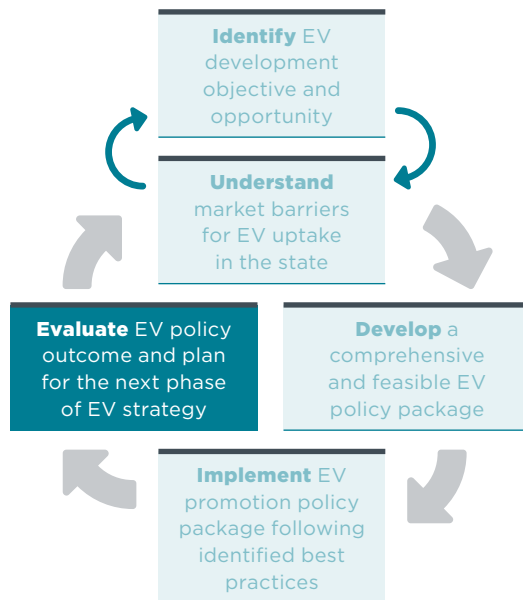 Identify EV
development
objective and
opportunity
Understand
market barriers
for EV uptake
in the state
Evaluate EV policy
outcome and plan
for the next phase
of EV strategy
Develop a
comprehensive
and feasible EV
policy package
Implement EV
promotion policy
package following
identified best
practices